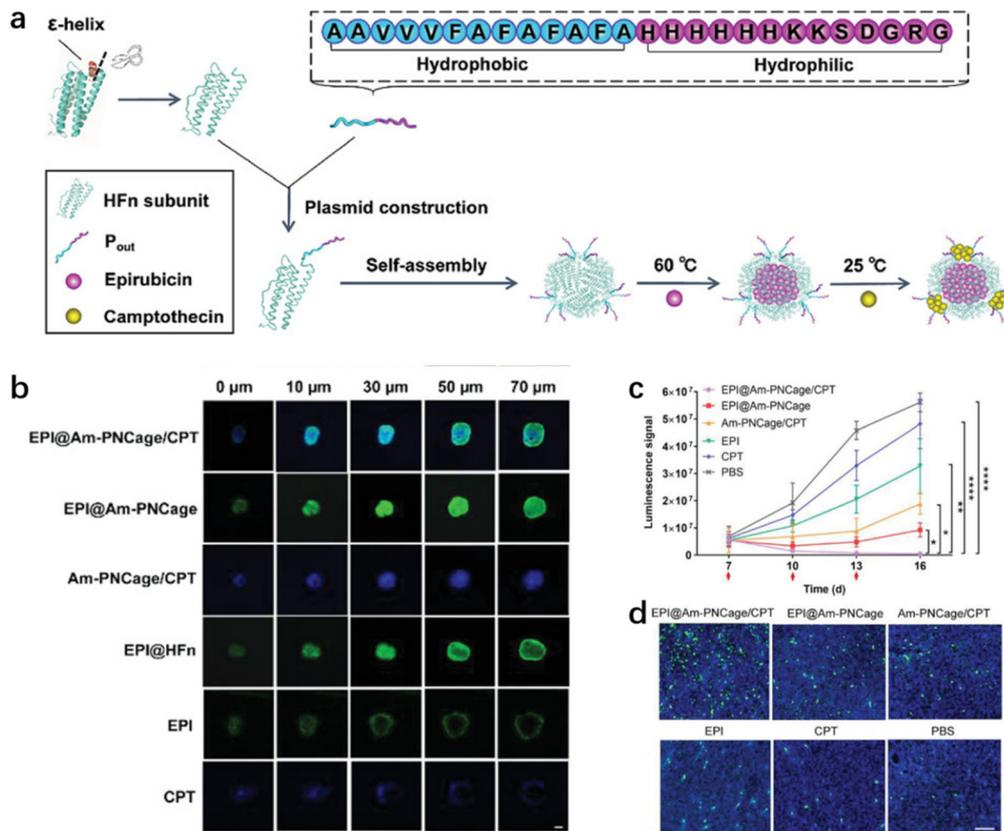 a
ε-helix
A A V V V F A F A F A F A H H H H H H K K S D G R G
Hydrophobic
Hydrophilic
HFn subunit
Pout
Epirubicin
Camptothecin
Plasmid construction
Self-assembly
60 ℃
25 ℃
b
0 μm 10 μm 30 μm 50 μm 70 μm
EPI@Am-PNCage/CPT
EPI@Am-PNCage
Am-PNCage/CPT
EPI@HFn
EPI
CPT
c
EPI@Am-PNCage/CPT
EPI@Am-PNCage
Am-PNCage/CPT
EPI
CPT
PBS
Luminescence signal
6×10⁷
5×10⁷
4×10⁷
3×10⁷
2×10⁷
1×10⁷
0
7 10 13 16
Time (d)
* * ** **** ****
d
EPI@Am-PNCage/CPT EPI@Am-PNCage Am-PNCage/CPT
EPI CPT PBS